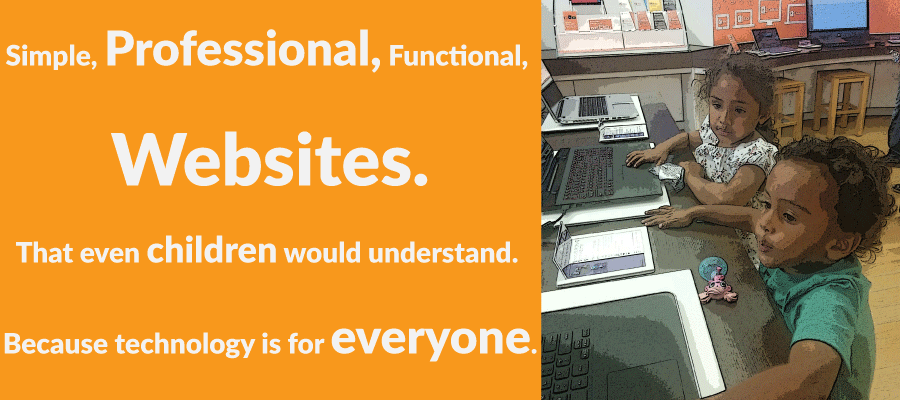 Simple, Professional, Functional,
Websites.
That even children would understand.
Because technology is for everyone.